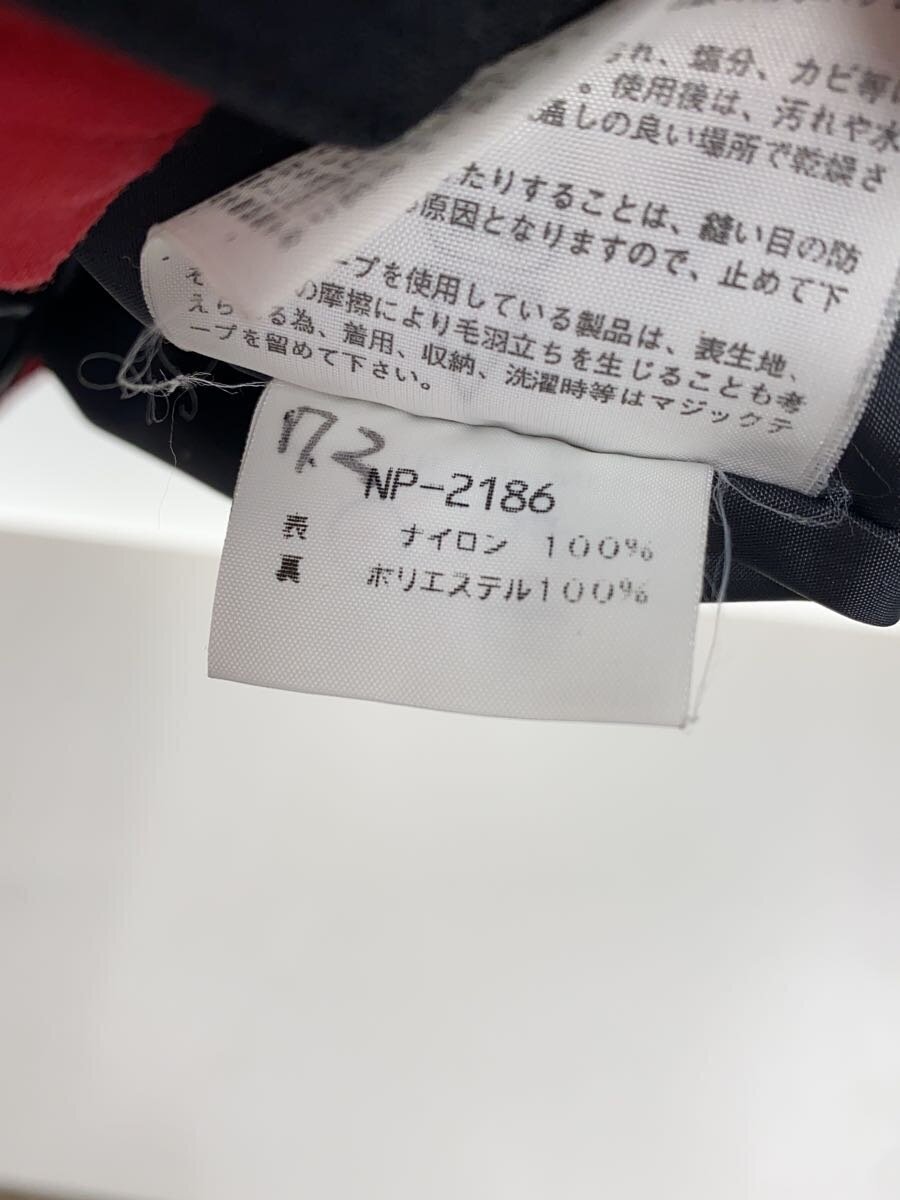 られ、塩分、カビ等に
。使用後は、汚れや水
通しの良い場所で乾燥さ
たりすることは、縫い目の防
原因となりますので、止めて下
ープを使用している製品は、表生地、
の摩擦により毛羽立ちを生じることも考
えら る為、着用、収納、洗濯時等はマジックテ
ープを留めて下さい。
17.2
NP-2186
表 ナイロン 100%
裏 ポリエステル100%